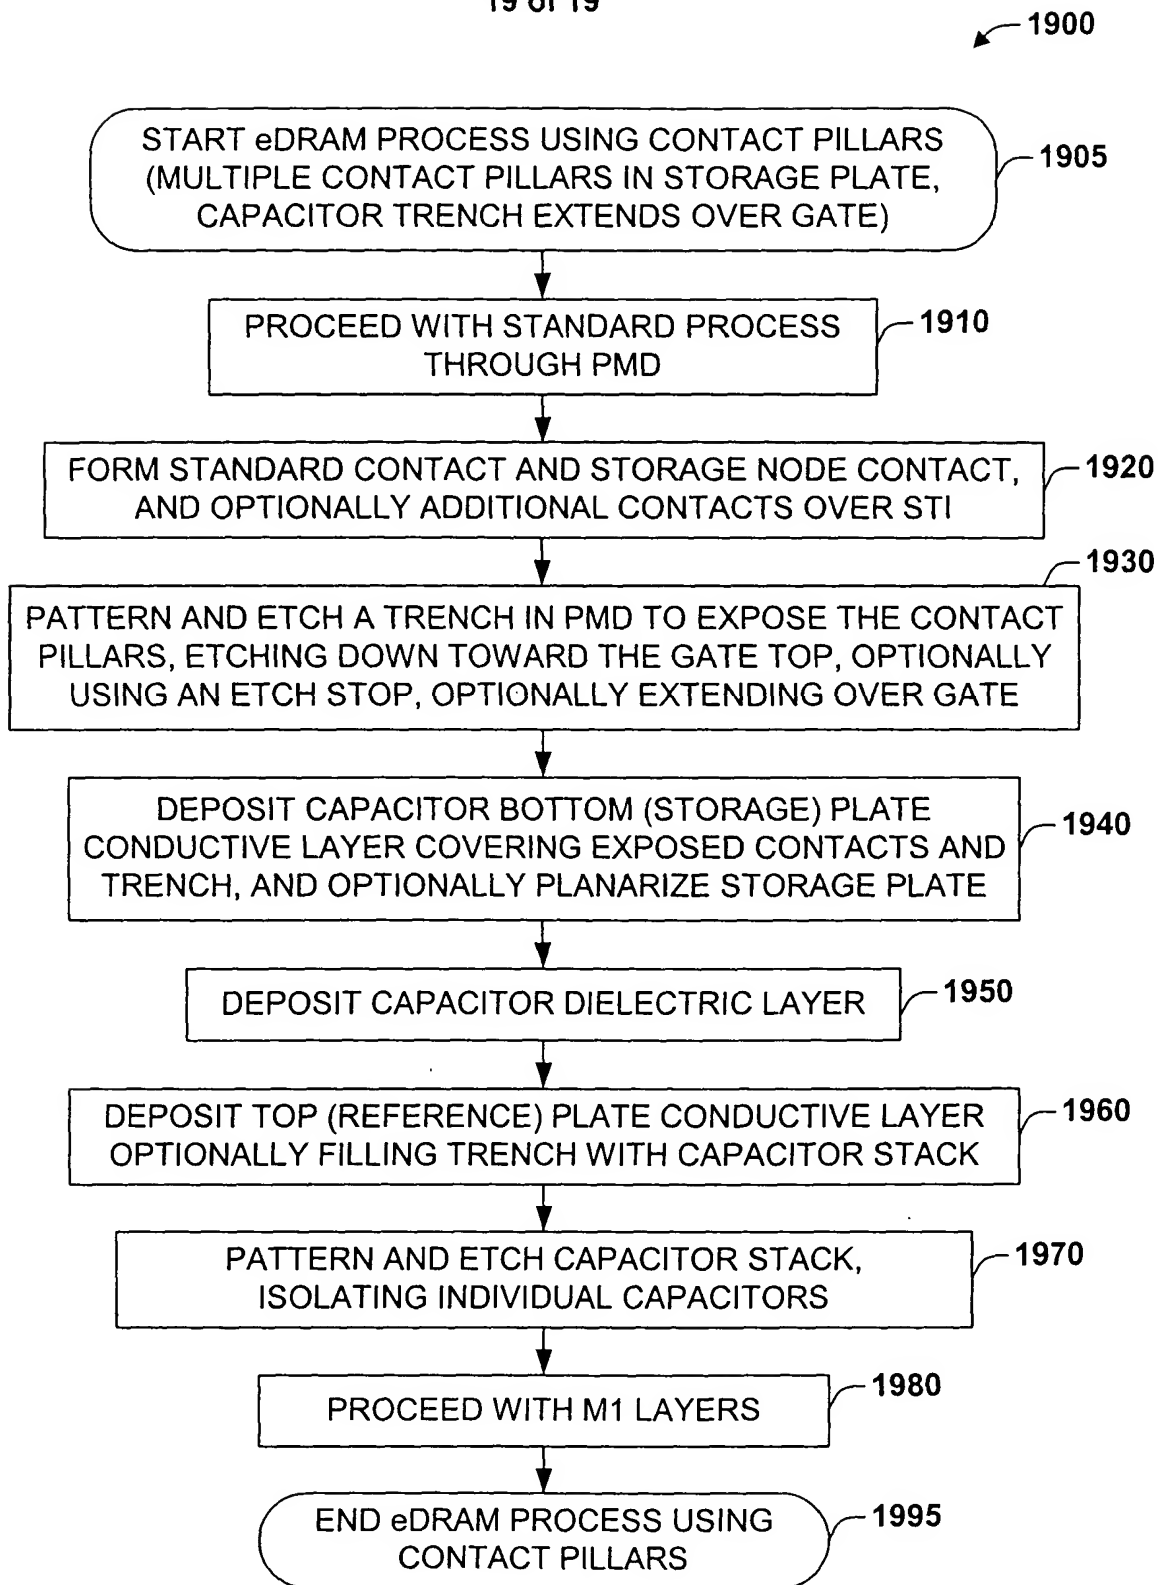 19 of 19
1900
START eDRAM PROCESS USING CONTACT PILLARS
(MULTIPLE CONTACT PILLARS IN STORAGE PLATE,
CAPACITOR TRENCH EXTENDS OVER GATE)
1905
PROCEED WITH STANDARD PROCESS
THROUGH PMD
1910
FORM STANDARD CONTACT AND STORAGE NODE CONTACT,
AND OPTIONALLY ADDITIONAL CONTACTS OVER STI
1920
PATTERN AND ETCH A TRENCH IN PMD TO EXPOSE THE CONTACT
PILLARS, ETCHING DOWN TOWARD THE GATE TOP, OPTIONALLY
USING AN ETCH STOP, OPTIONALLY EXTENDING OVER GATE
1930
DEPOSIT CAPACITOR BOTTOM (STORAGE) PLATE
CONDUCTIVE LAYER COVERING EXPOSED CONTACTS AND
TRENCH, AND OPTIONALLY PLANARIZE STORAGE PLATE
1940
DEPOSIT CAPACITOR DIELECTRIC LAYER
1950
DEPOSIT TOP (REFERENCE) PLATE CONDUCTIVE LAYER
OPTIONALLY FILLING TRENCH WITH CAPACITOR STACK
1960
PATTERN AND ETCH CAPACITOR STACK,
ISOLATING INDIVIDUAL CAPACITORS
1970
PROCEED WITH M1 LAYERS
1980
END eDRAM PROCESS USING
CONTACT PILLARS
1995